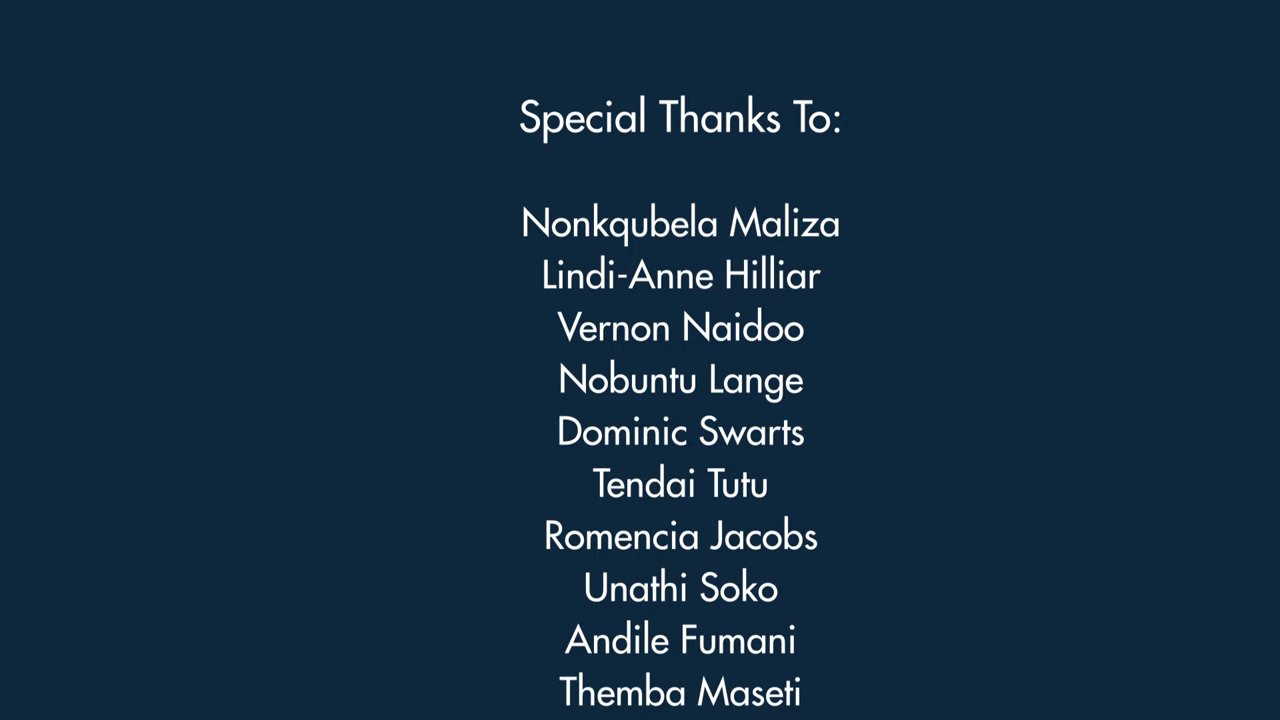 Special Thanks To:
Nonkqubela Maliza
Lindi-Anne Hilliar
Vernon Naidoo
Nobuntu Lange
Dominic Swarts
Tendai Tutu
Romencia Jacobs
Unathi Soko
Andile Fumani
Themba Maseti